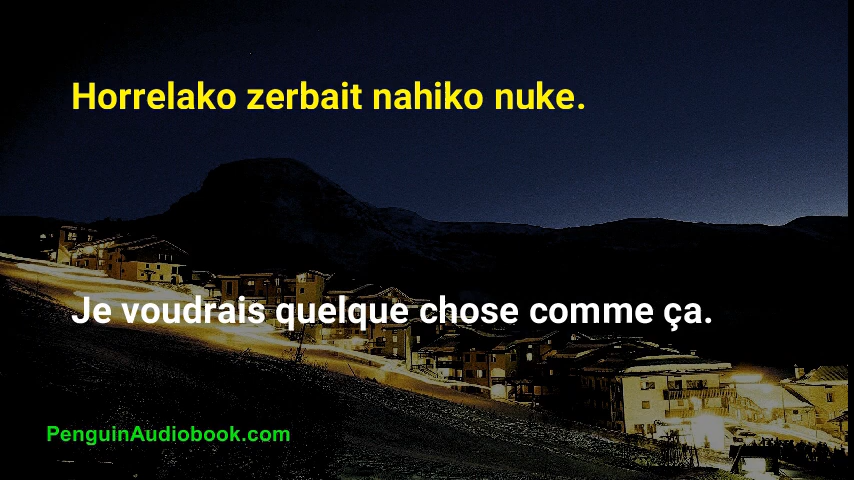 Horrelako zerbait nahiko nuke.
Je voudrais quelque chose comme ça.
PenguinAudiobook.com